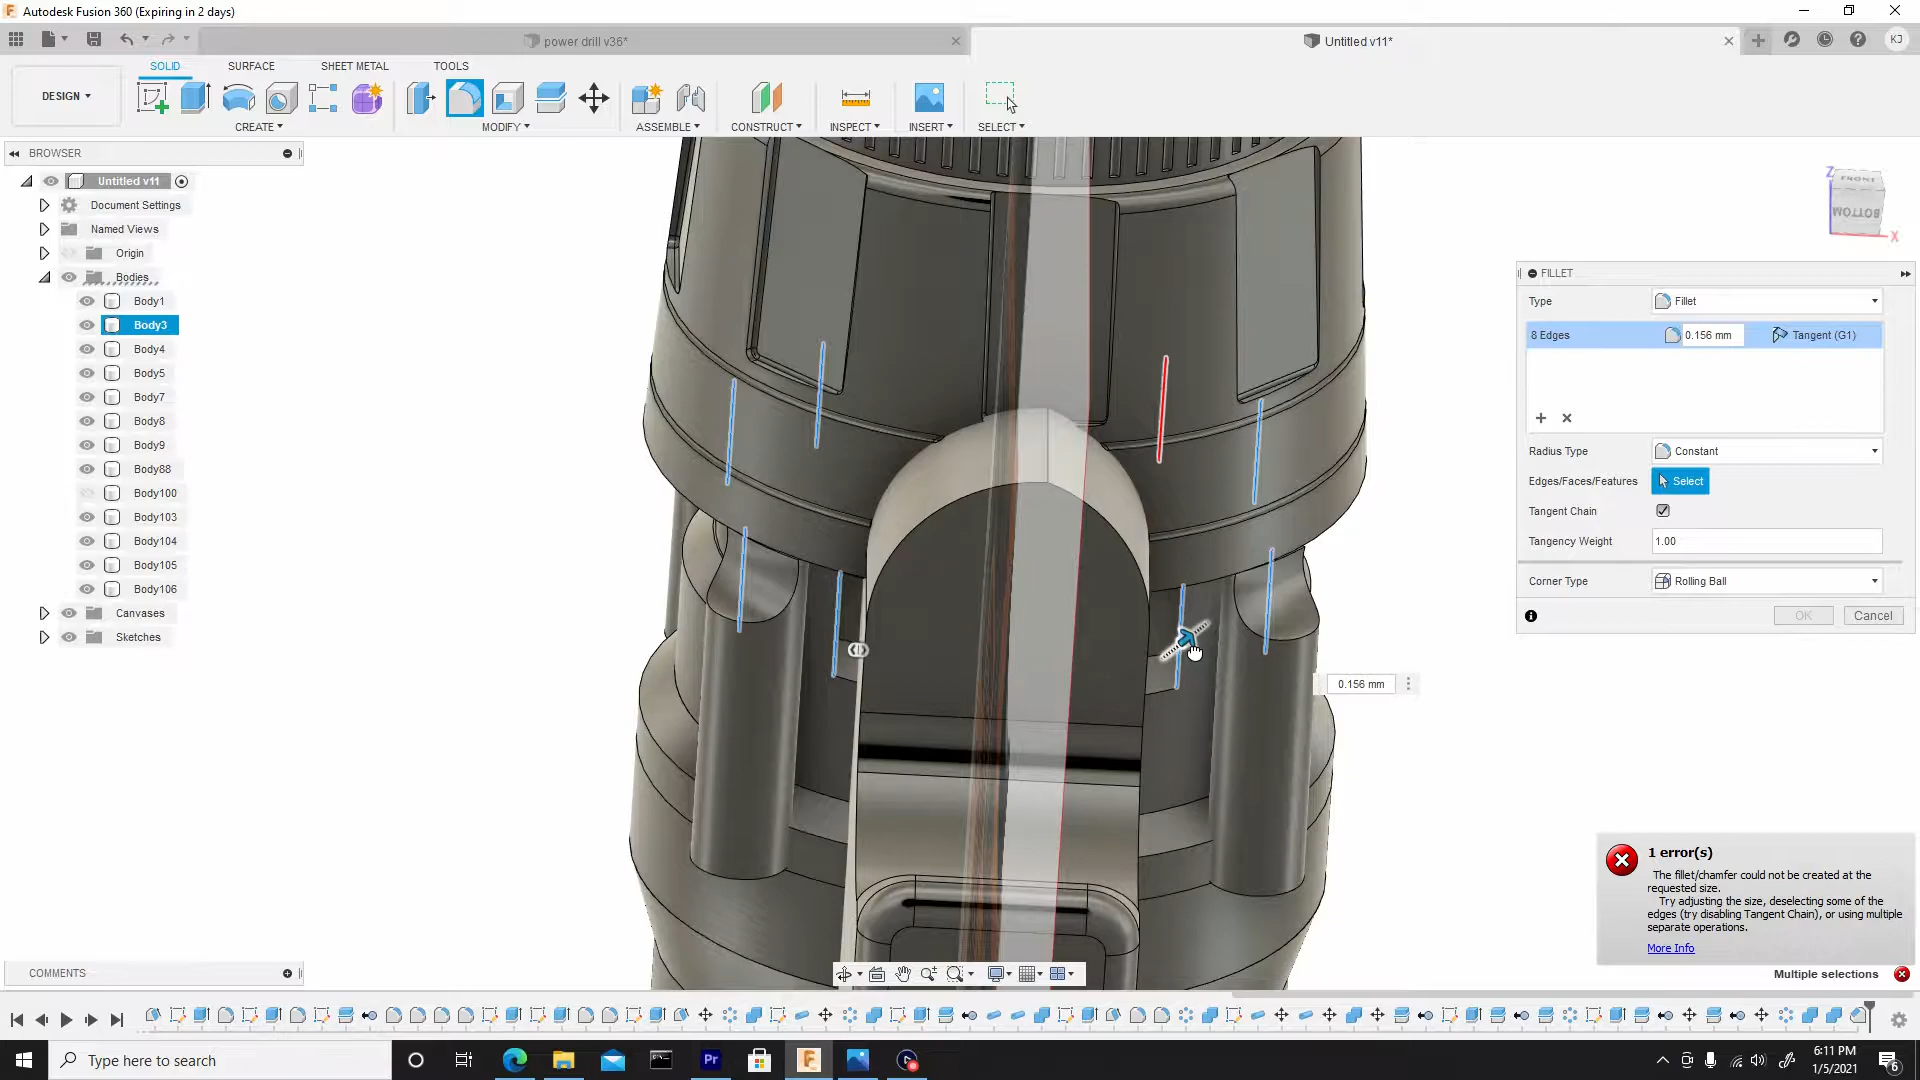 Autodesk Fusion 360 (Expiring in 2 days)
power drill v36*
Untitled v11*
KJ
SOLID
SURFACE
SHEET METAL
TOOLS
DESIGN
CREATE
MODIFY
ASSEMBLE
CONSTRUCT
INSPECT
INSERT
SELECT
BROWSER
Untitled v11
Document Settings
Named Views
Origin
Bodies
Body1
Body3
Body4
Body5
Body7
Body8
Body9
Body88
Body100
Body103
Body104
Body105
Body106
Canvases
Sketches
Z
FRONT
BOTTOM
X
FILLET
Type
Fillet
8 Edges
0.156 mm
Tangent (G1)
Radius Type
Constant
Edges/Faces/Features
Select
Tangent Chain
Tangency Weight
1.00
Corner Type
Rolling Ball
OK
Cancel
0.156 mm
1 error(s)
The fillet/chamfer could not be created at the
requested size.
Try adjusting the size, deselecting some of the
edges (try disabling Tangent Chain), or using multiple
separate operations.
More Info
Multiple selections
COMMENTS
Type here to search
Pr
F
6:11 PM
1/5/2021
6